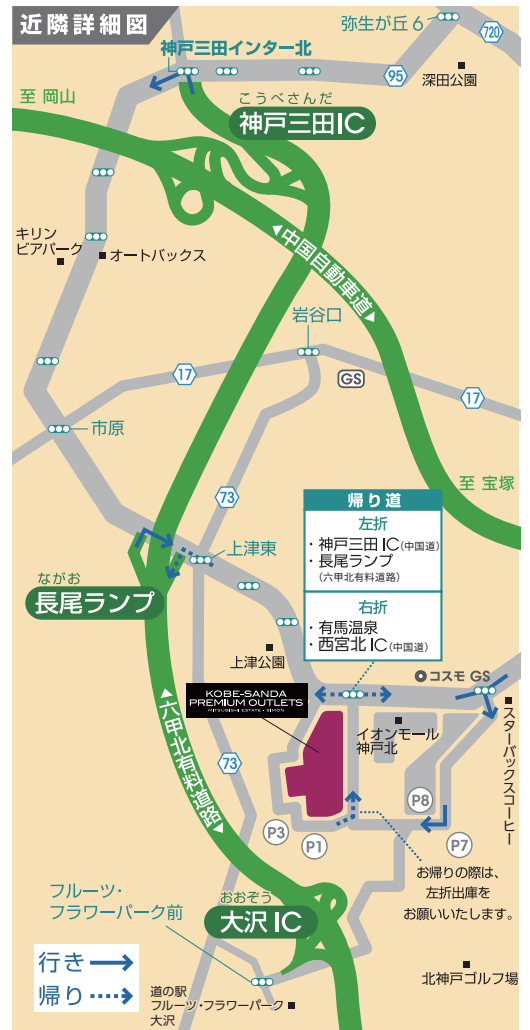 近隣詳細図
弥生が丘6
720
神戸三田インター北
95
深田公園
至 岡山
こうべさんだ
神戸三田IC
キリン
ビアパーク
オートバックス
◀中国自動車道▶
岩谷口
17
GS
17
市原
至 宝塚
73
帰り道
左折
・神戸三田IC(中国道)
・長尾ランプ
(六甲北有料道路)
右折
・有馬温泉
・西宮北IC(中国道)
上津東
ながお
長尾ランプ
上津公園
コスモ GS
KOBE-SANDA
PREMIUM OUTLETS
MITSUBISHI ESTATE・SIMON
イオンモール
神戸北
スターバックスコーヒー
◀六甲北有料道路▶
73
P8
P3
P1
P7
お帰りの際は、
左折出庫を
お願いいたします。
フルーツ・
フラワーパーク前
おおぞう
大沢IC
行き
帰り
道の駅
フルーツ・フラワーパーク
大沢
北神戸ゴルフ場